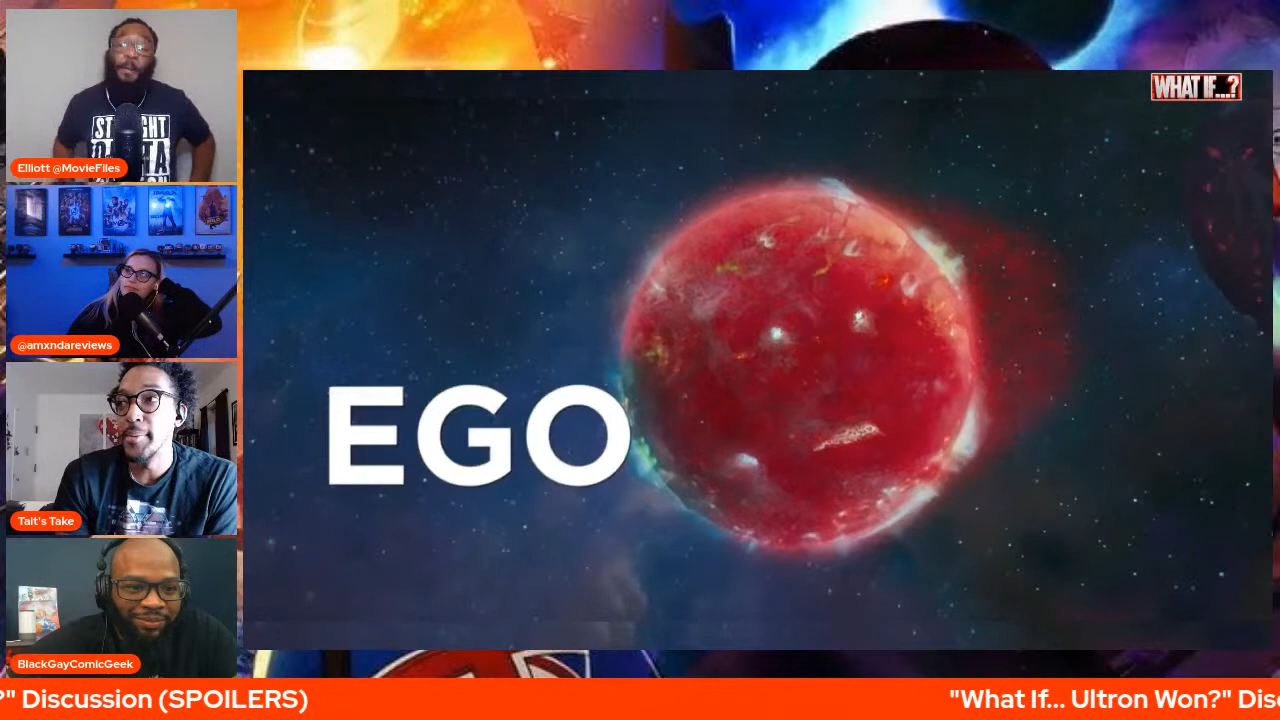 WHAT IF...?
Elliott @MovieFiles
@amxndareviews
EGO
Tait's Take
BlackGayComicGeek
?" Discussion (SPOILERS)
"What If... Ultron Won?" Disc